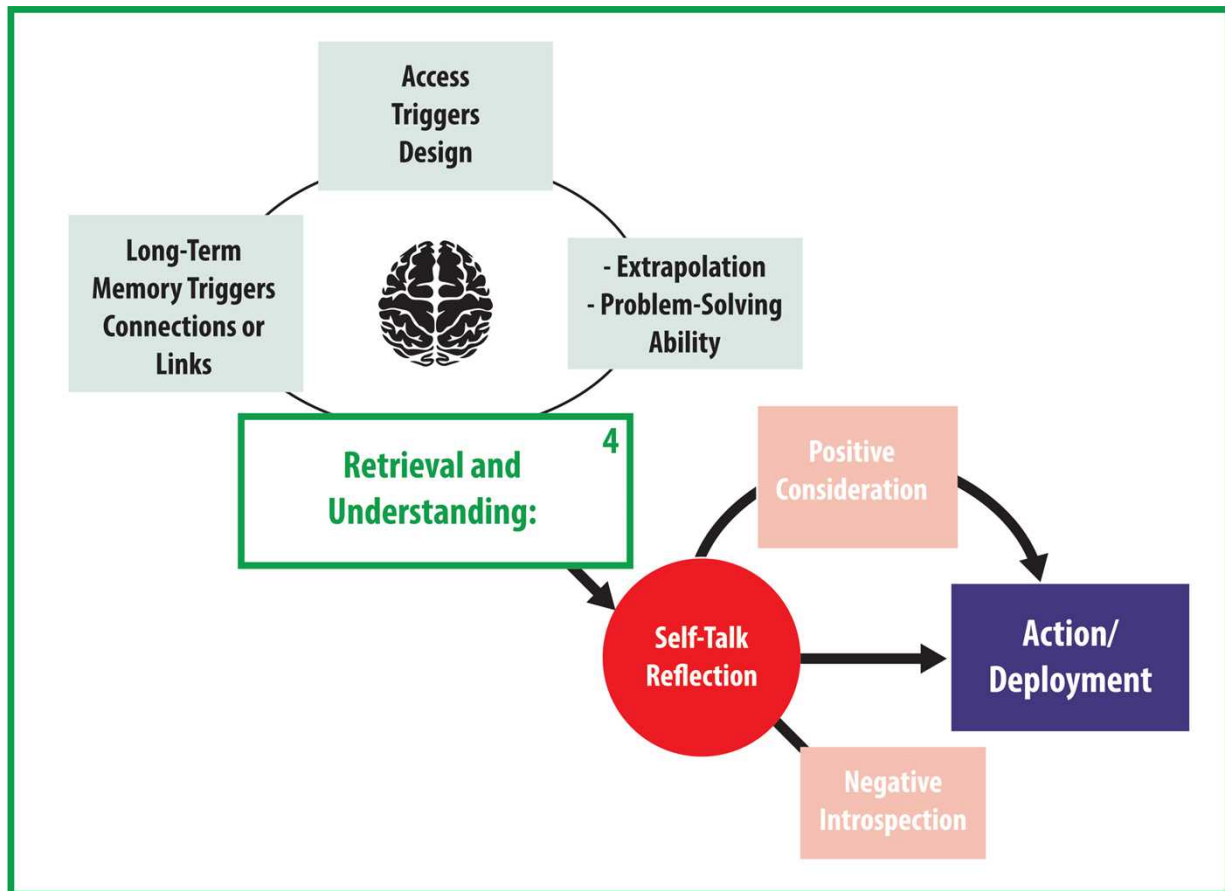 Access
Triggers
Design
Long-Term
Memory Triggers
Connections or
Links
- Extrapolation
- Problem-Solving
Ability
4
Retrieval and
Understanding:
Positive
Consideration
Self-Talk
Reflection
Action/
Deployment
Negative
Introspection